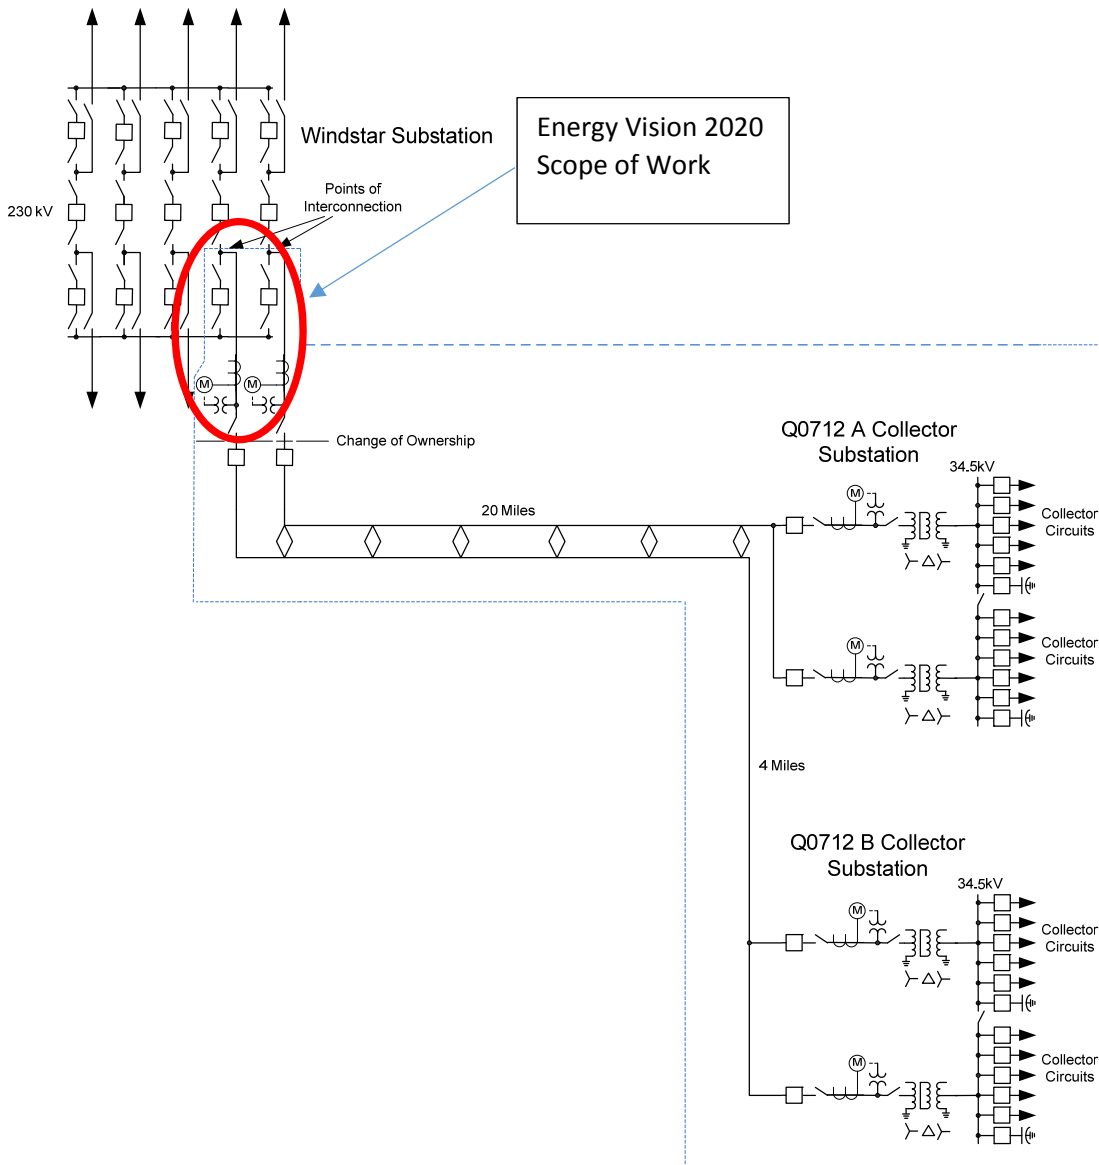 Energy Vision 2020
Scope of Work
Windstar Substation
Points of
Interconnection
230 kV
M
M
Change of Ownership
Q0712 A Collector
Substation
34.5kV
M
20 Miles
Collector
Circuits
M
Collector
Circuits
4 Miles
Q0712 B Collector
Substation
34.5kV
M
Collector
Circuits
M
Collector
Circuits